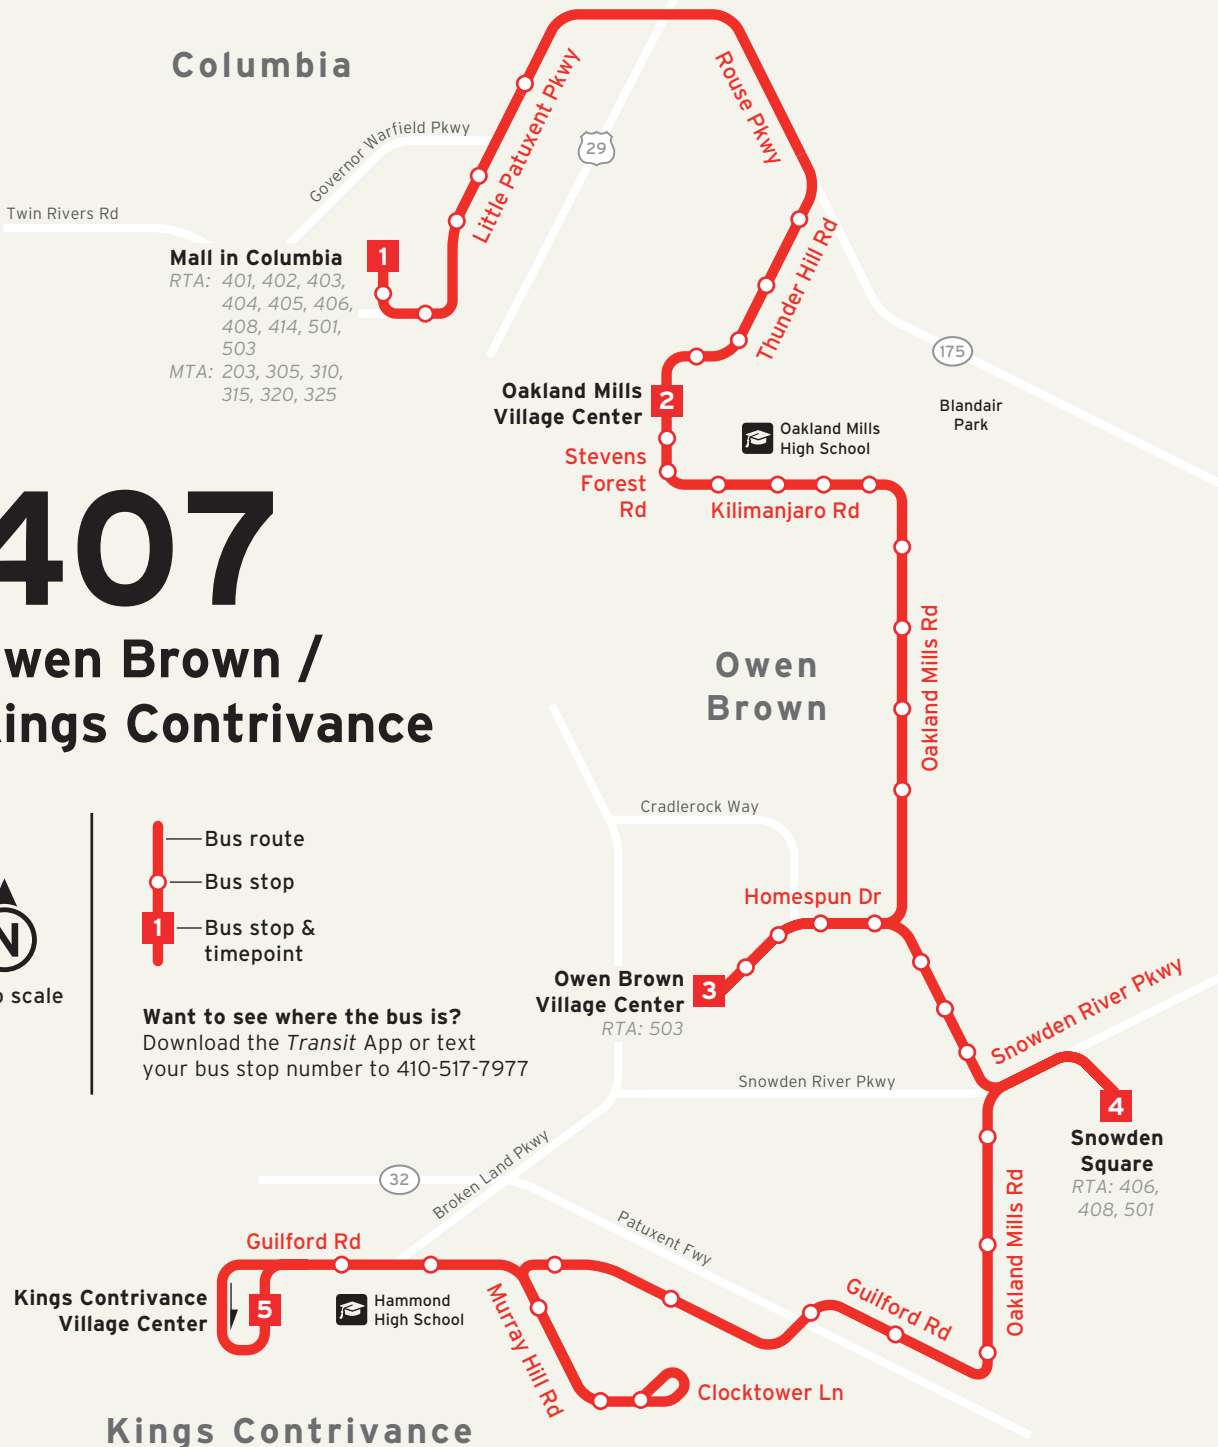 Columbia
Little Patuxent Pkwy
Rouse Pkwy
Governor Warfield Pkwy
29
Twin Rivers Rd
Mall in Columbia
1
RTA: 401, 402, 403,
404, 405, 406,
408, 414, 501,
503
MTA: 203, 305, 310,
315, 320, 325
Thunder Hill Rd
175
Blandair
Park
Oakland Mills
Village Center
2
Oakland Mills
High School
Stevens
Forest
Rd
Kilimanjaro Rd
407
wen Brown /
ings Contrivance
Owen
Brown
Oakland Mills Rd
Cradlerock Way
Bus route
Bus stop
1
Bus stop &
timepoint
N
o scale
Homespun Dr
Owen Brown
Village Center
3
RTA: 503
Want to see where the bus is?
Download the Transit App or text
your bus stop number to 410-517-7977
Snowden River Pkwy
Snowden River Pkwy
4
Snowden
Square
RTA: 406,
408, 501
32
Broken Land Pkwy
Patuxent Fwy
Oakland Mills Rd
Guilford Rd
Kings Contrivance
Village Center
5
Hammond
High School
Murray Hill Rd
Guilford Rd
Clocktower Ln
Kings Contrivance